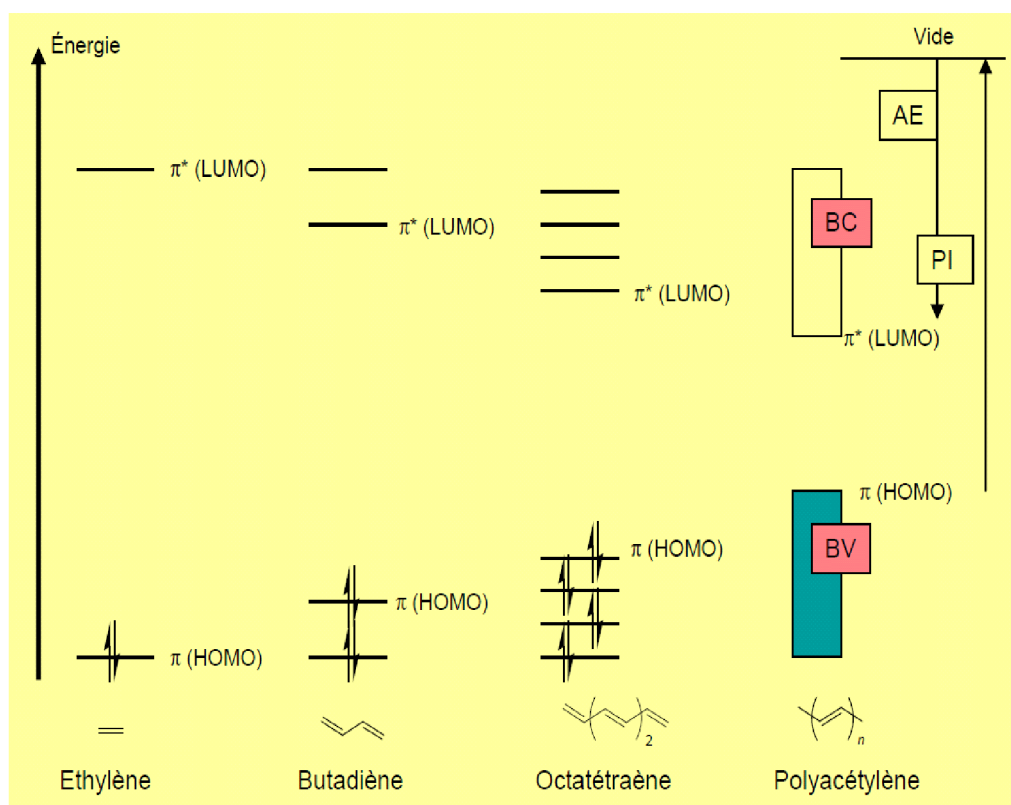 Énergie
Vide
AE
π* (LUMO)
π* (LUMO)
BC
PI
π* (LUMO)
π* (LUMO)
π (HOMO)
π (HOMO)
BV
π (HOMO)
π (HOMO)
2
n
Ethylène
Butadiène
Octatétraène
Polyacétylène